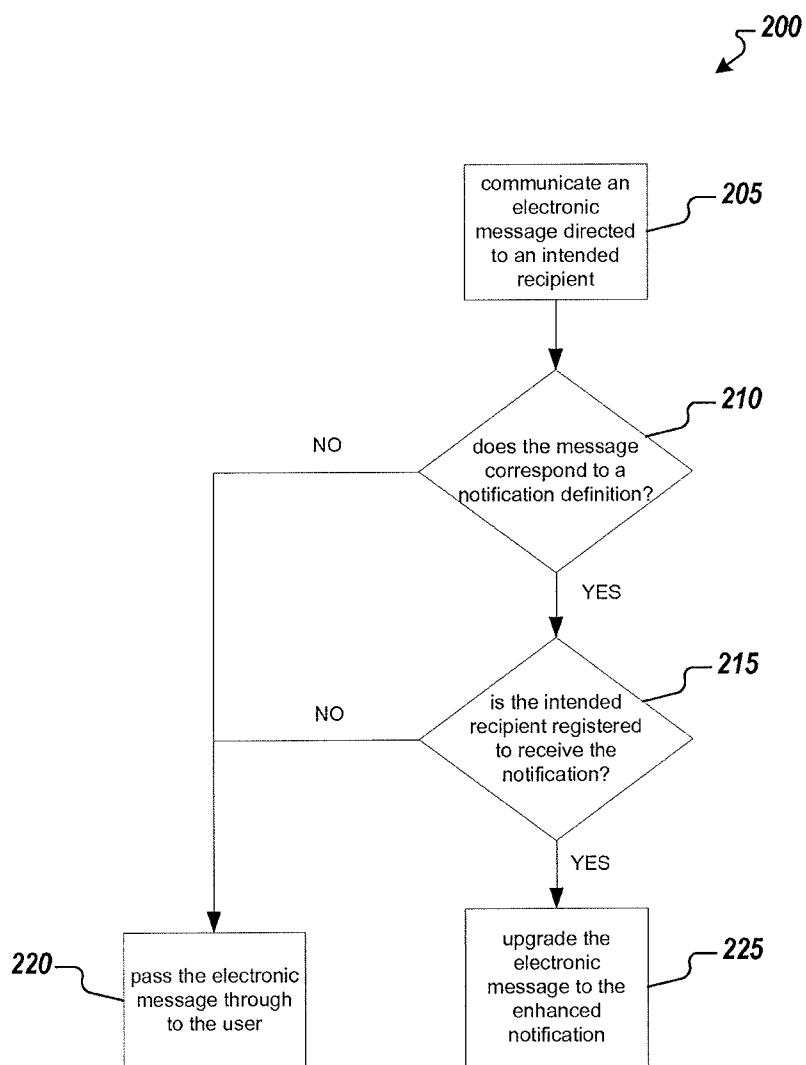 200
communicate an
electronic
message directed
to an intended
recipient
205
210
does the message
correspond to a
notification definition?
NO
YES
215
is the intended
recipient registered
to receive the
notification?
NO
YES
220
pass the electronic
message through
to the user
upgrade the
electronic
message to the
enhanced
notification
225